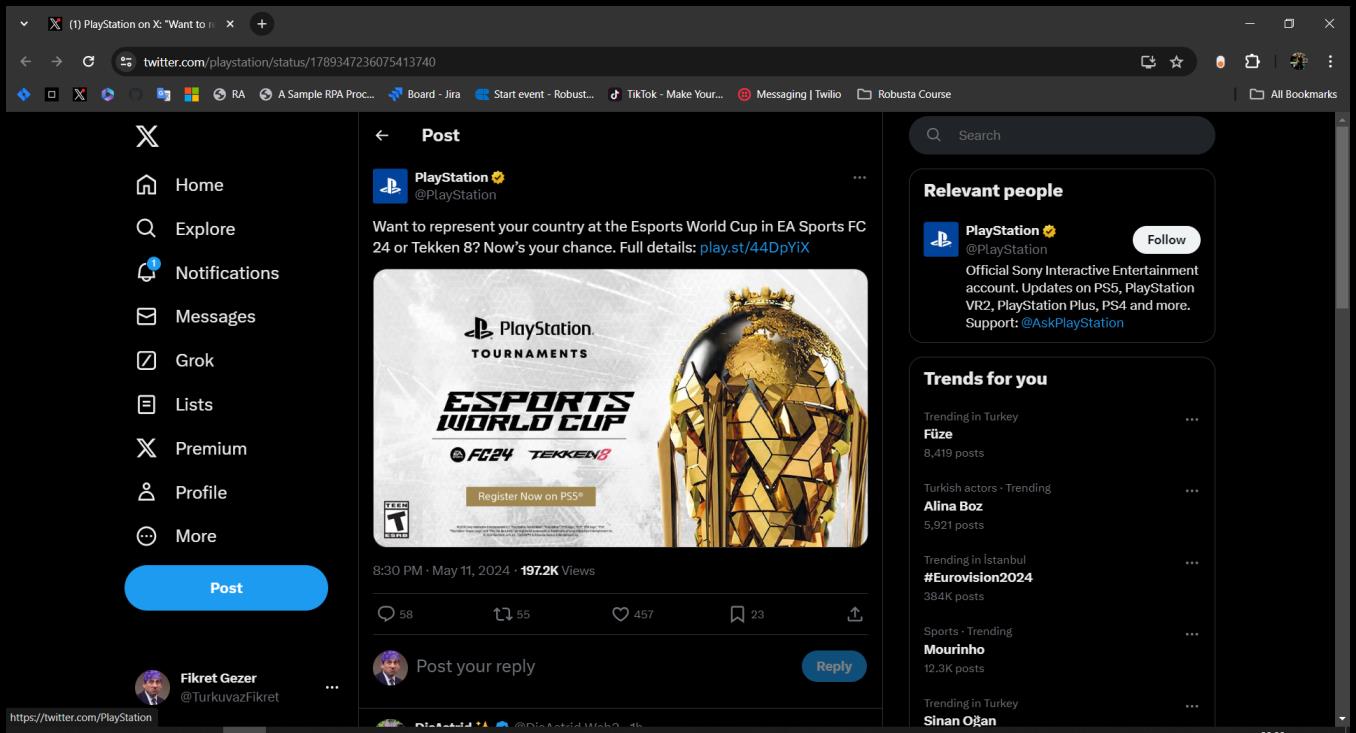 (1) PlayStation on X: "Want to r
twitter.com/playstation/status/1789347236075413740
RA
A Sample RPA Proc...
Board - Jira
Start event - Robust...
TikTok - Make Your...
Messaging | Twilio
Robusta Course
All Bookmarks
Home
Explore
1
Notifications
Messages
Grok
Lists
Premium
Profile
More
Post
Fikret Gezer
@TurkuvazFikret
https://twitter.com/PlayStation
Post
PlayStation
@PlayStation
Want to represent your country at the Esports World Cup in EA Sports FC
24 or Tekken 8? Now's your chance. Full details: play.st/44DpYiX
PlayStation
TOURNAMENTS
ESPORTS
WORLD CUP
FC24 TEKKEN 8
Register Now on PS5®
TEEN
T
ESRB
8:30 PM · May 11, 2024 · 197.2K Views
58 55 457 23
Post your reply
Reply
Search
Relevant people
PlayStation
@PlayStation
Follow
Official Sony Interactive Entertainment
account. Updates on PS5, PlayStation
VR2, PlayStation Plus, PS4 and more.
Support: @AskPlayStation
Trends for you
Trending in Turkey
Füze
8,419 posts
Turkish actors · Trending
Alina Boz
5,921 posts
Trending in İstanbul
#Eurovision2024
384K posts
Sports · Trending
Mourinho
12.3K posts
Trending in Turkey
Sinan Oğan